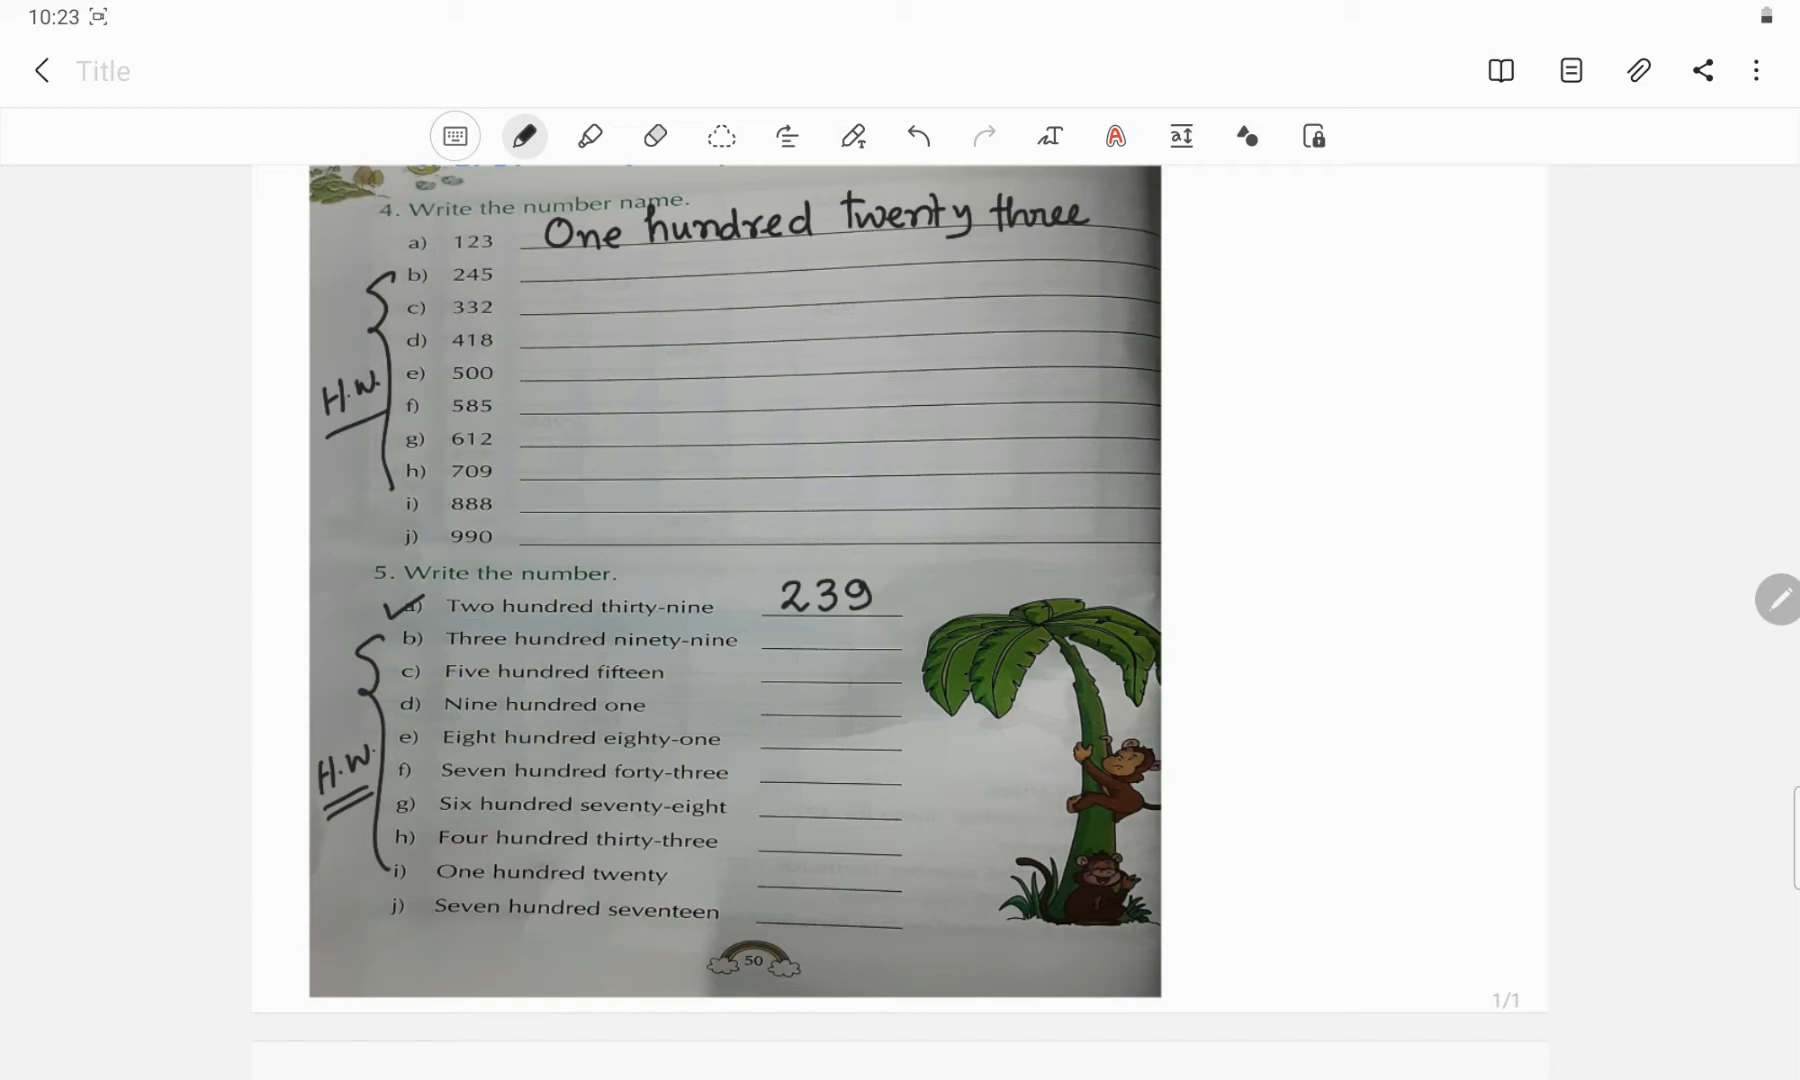 10:23
Title
4. Write the number name.
a) 123 One hundred twenty three
b) 245
c) 332
d) 418
e) 500
f) 585
g) 612
h) 709
i) 888
j) 990
H.W.
5. Write the number.
a) Two hundred thirty-nine 239
b) Three hundred ninety-nine
c) Five hundred fifteen
d) Nine hundred one
e) Eight hundred eighty-one
f) Seven hundred forty-three
g) Six hundred seventy-eight
h) Four hundred thirty-three
i) One hundred twenty
j) Seven hundred seventeen
H.W.
50
1/1